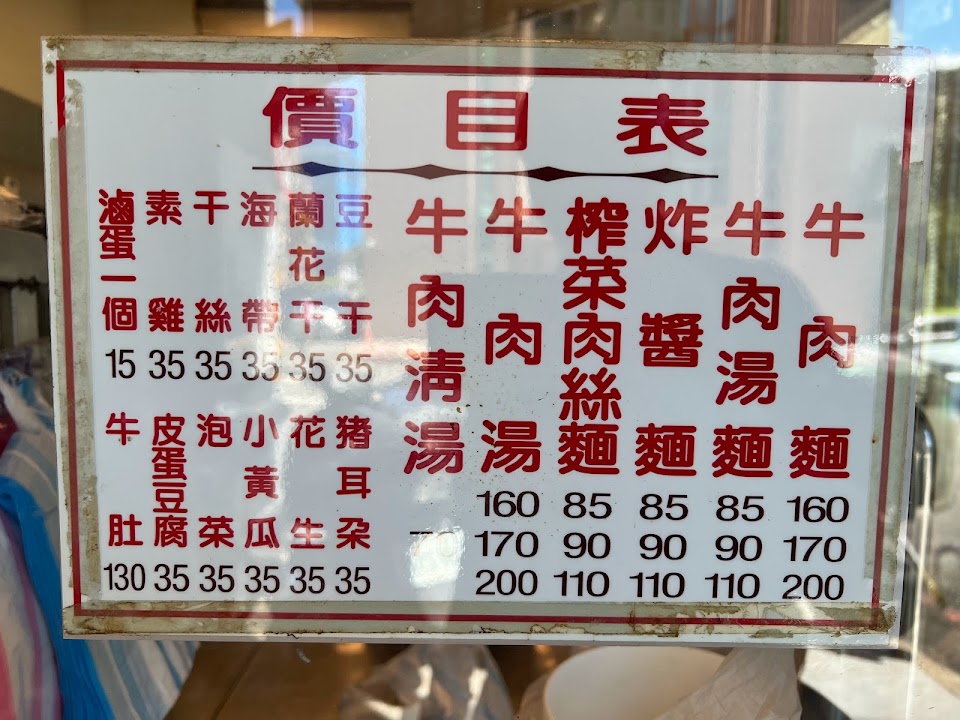 價目表
牛肉麵 160 170 200
牛肉湯麵 85 90 110
炸醬麵 85 90 110
榨菜肉絲麵 85 90 110
牛肉湯 160 170 200
牛肉清湯
豆干 35
蘭花干 35
海帶 35
干絲 35
素雞 35
滷蛋一個 15
猪耳朶 35
花生 35
小黃瓜 35
泡菜 35
皮蛋豆腐 35
牛肚 130